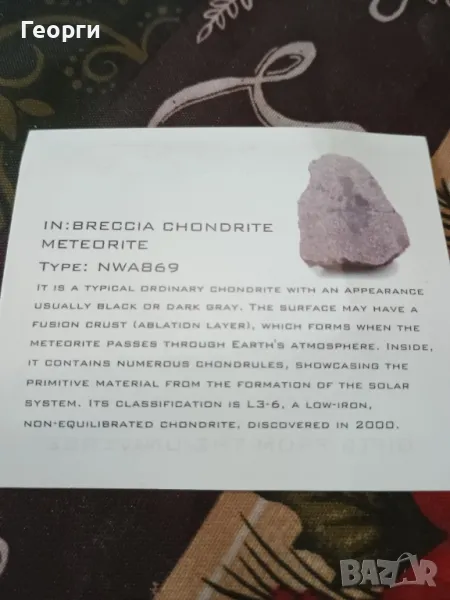 Георги
IN:BRECCIA CHONDRITE
METEORITE
TYPE: NWA869
IT IS A TYPICAL ORDINARY CHONDRITE WITH AN APPEARANCE
USUALLY BLACK OR DARK GRAY. THE SURFACE MAY HAVE A
FUSION CRUST (ABLATION LAYER), WHICH FORMS WHEN THE
METEORITE PASSES THROUGH EARTH'S ATMOSPHERE. INSIDE,
IT CONTAINS NUMEROUS CHONDRULES, SHOWCASING THE
PRIMITIVE MATERIAL FROM THE FORMATION OF THE SOLAR
SYSTEM. ITS CLASSIFICATION IS L3-6, A LOW-IRON,
NON-EQUILIBRATED CHONDRITE, DISCOVERED IN 2000.
BAZAR